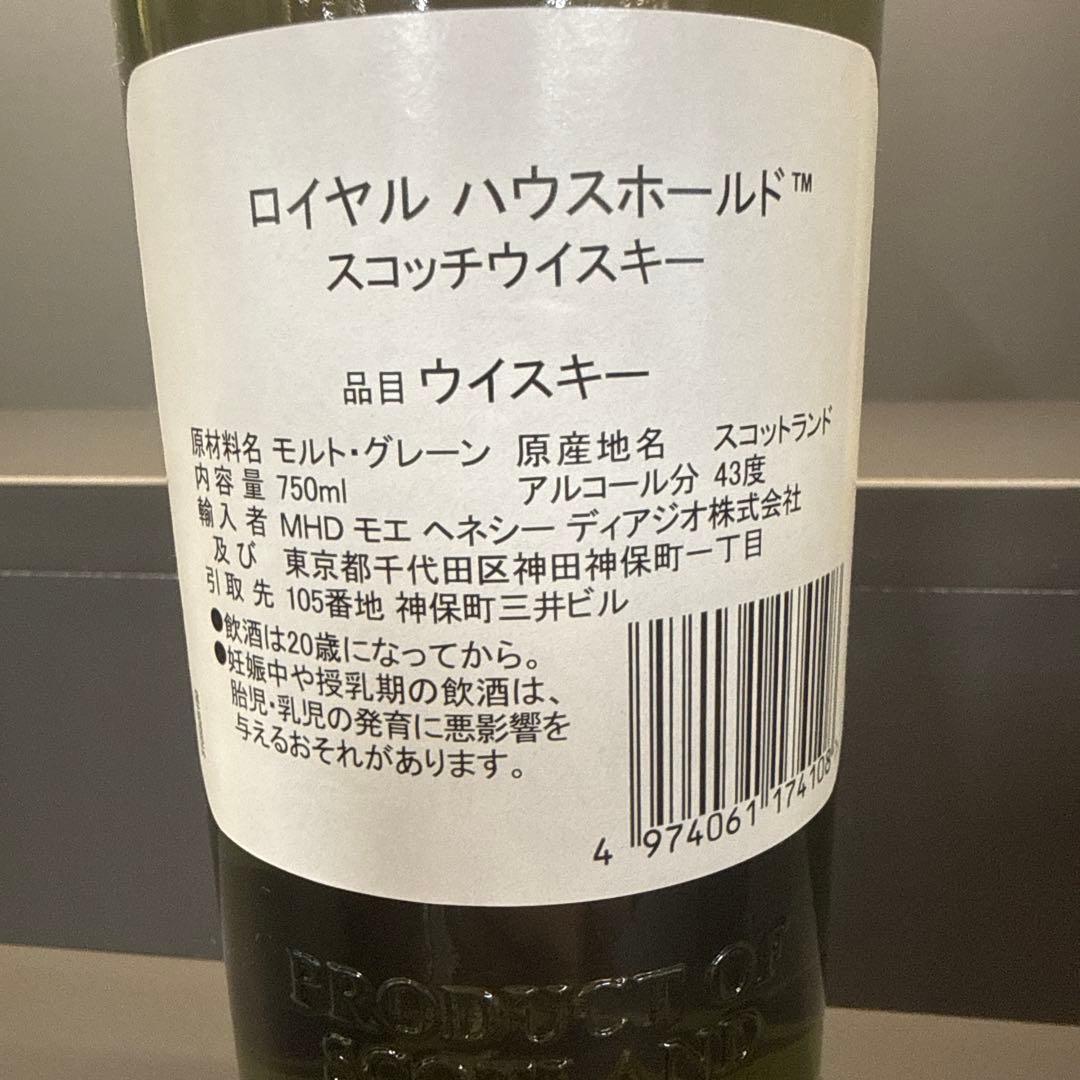 ロイヤル ハウスホールド™
スコッチウイスキー
品目 ウイスキー
原材料名 モルト・グレーン 原産地名 スコットランド
内容量 750ml アルコール分 43度
輸入者 MHD モエ ヘネシー ディアジオ株式会社
及び 東京都千代田区神田神保町一丁目
引取先 105番地 神保町三井ビル
●飲酒は20歳になってから。
●妊娠中や授乳期の飲酒は、
胎児・乳児の発育に悪影響を
与えるおそれがあります。
4 974061 174108
PRODUCT OF
SCOTLAND